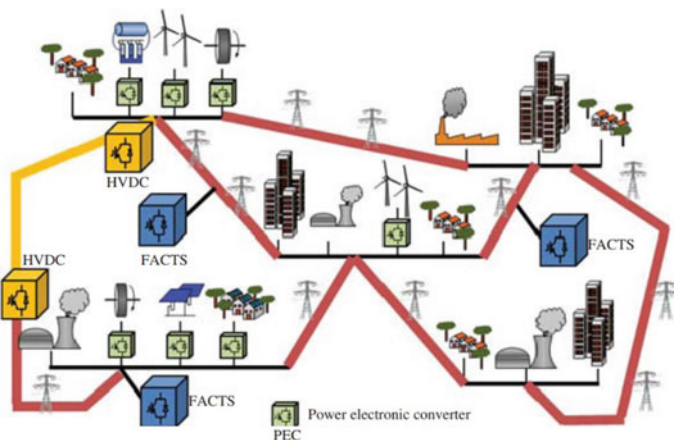 HVDC
FACTS
HVDC
FACTS
FACTS
Power electronic converter
PEC